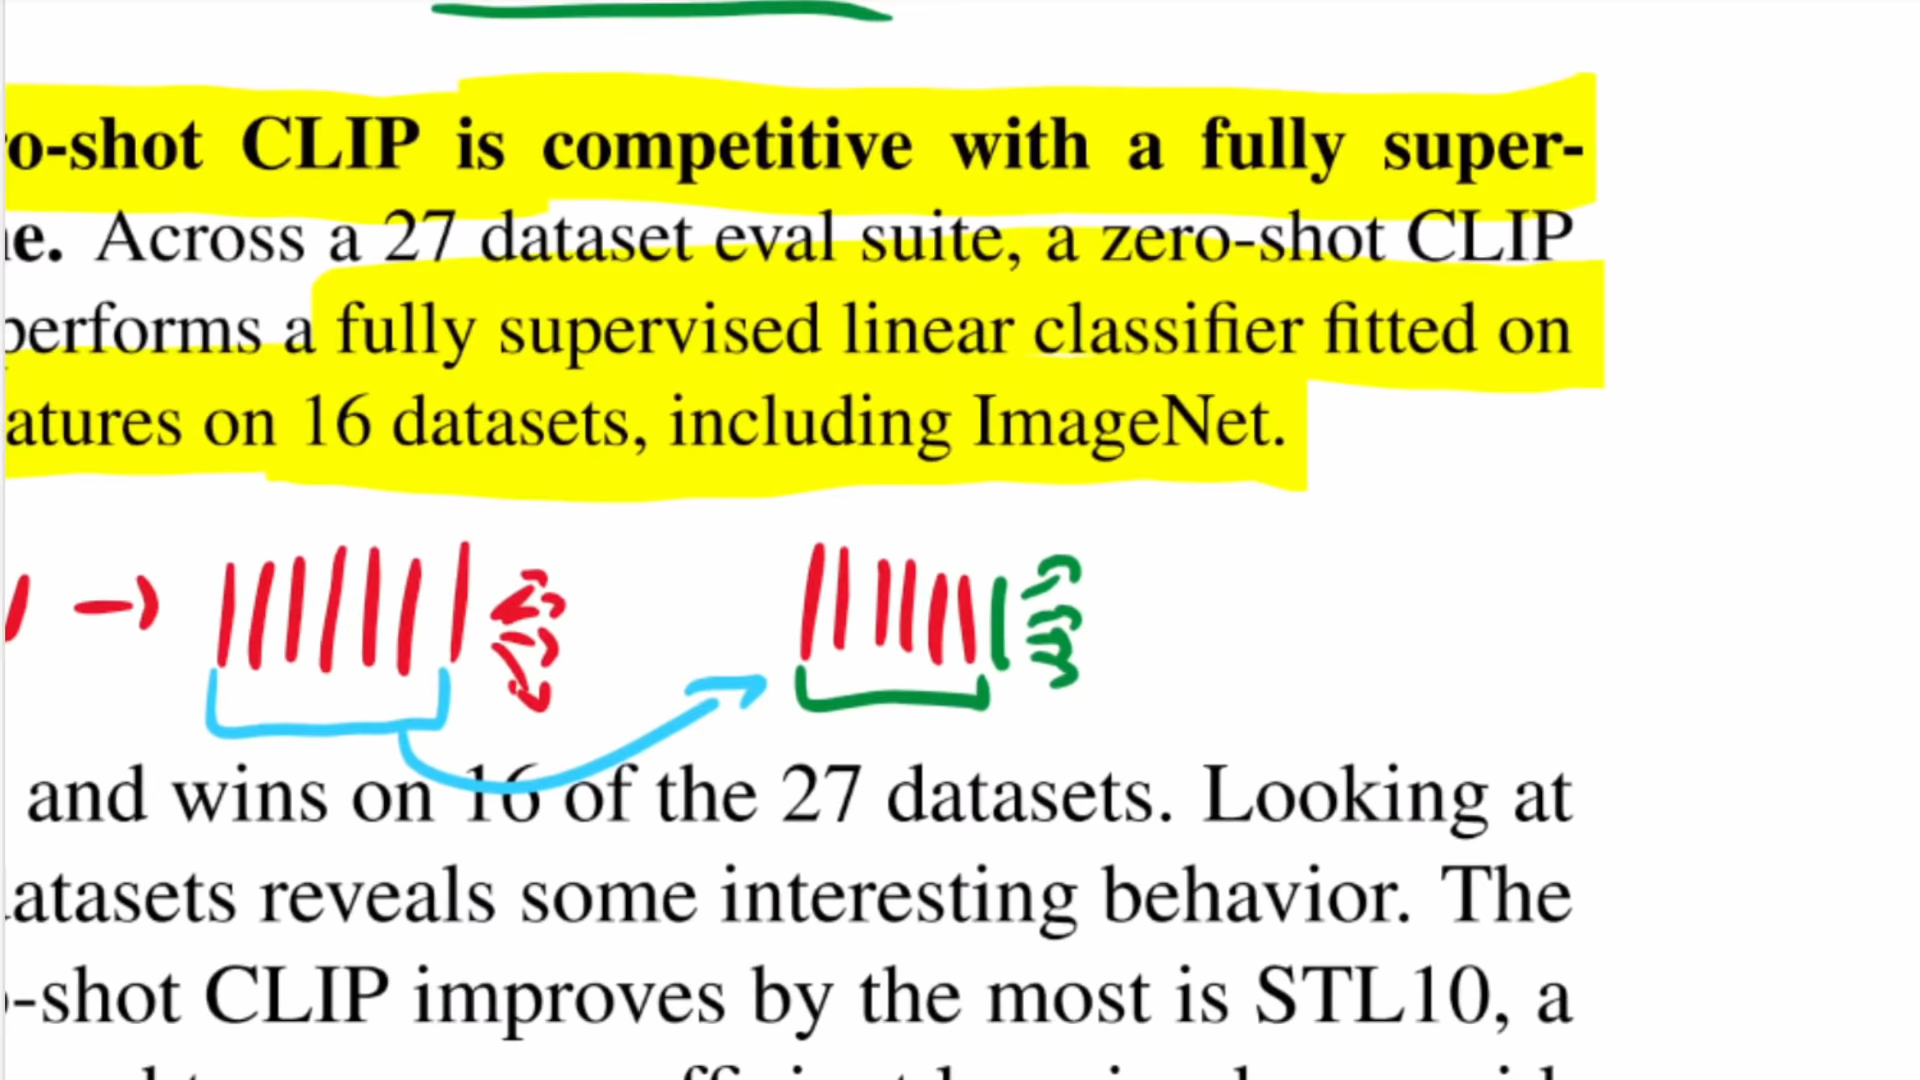 o-shot CLIP is competitive with a fully super-
e. Across a 27 dataset eval suite, a zero-shot CLIP
performs a fully supervised linear classifier fitted on
atures on 16 datasets, including ImageNet.
and wins on 16 of the 27 datasets. Looking at
atasets reveals some interesting behavior. The
-shot CLIP improves by the most is STL10, a